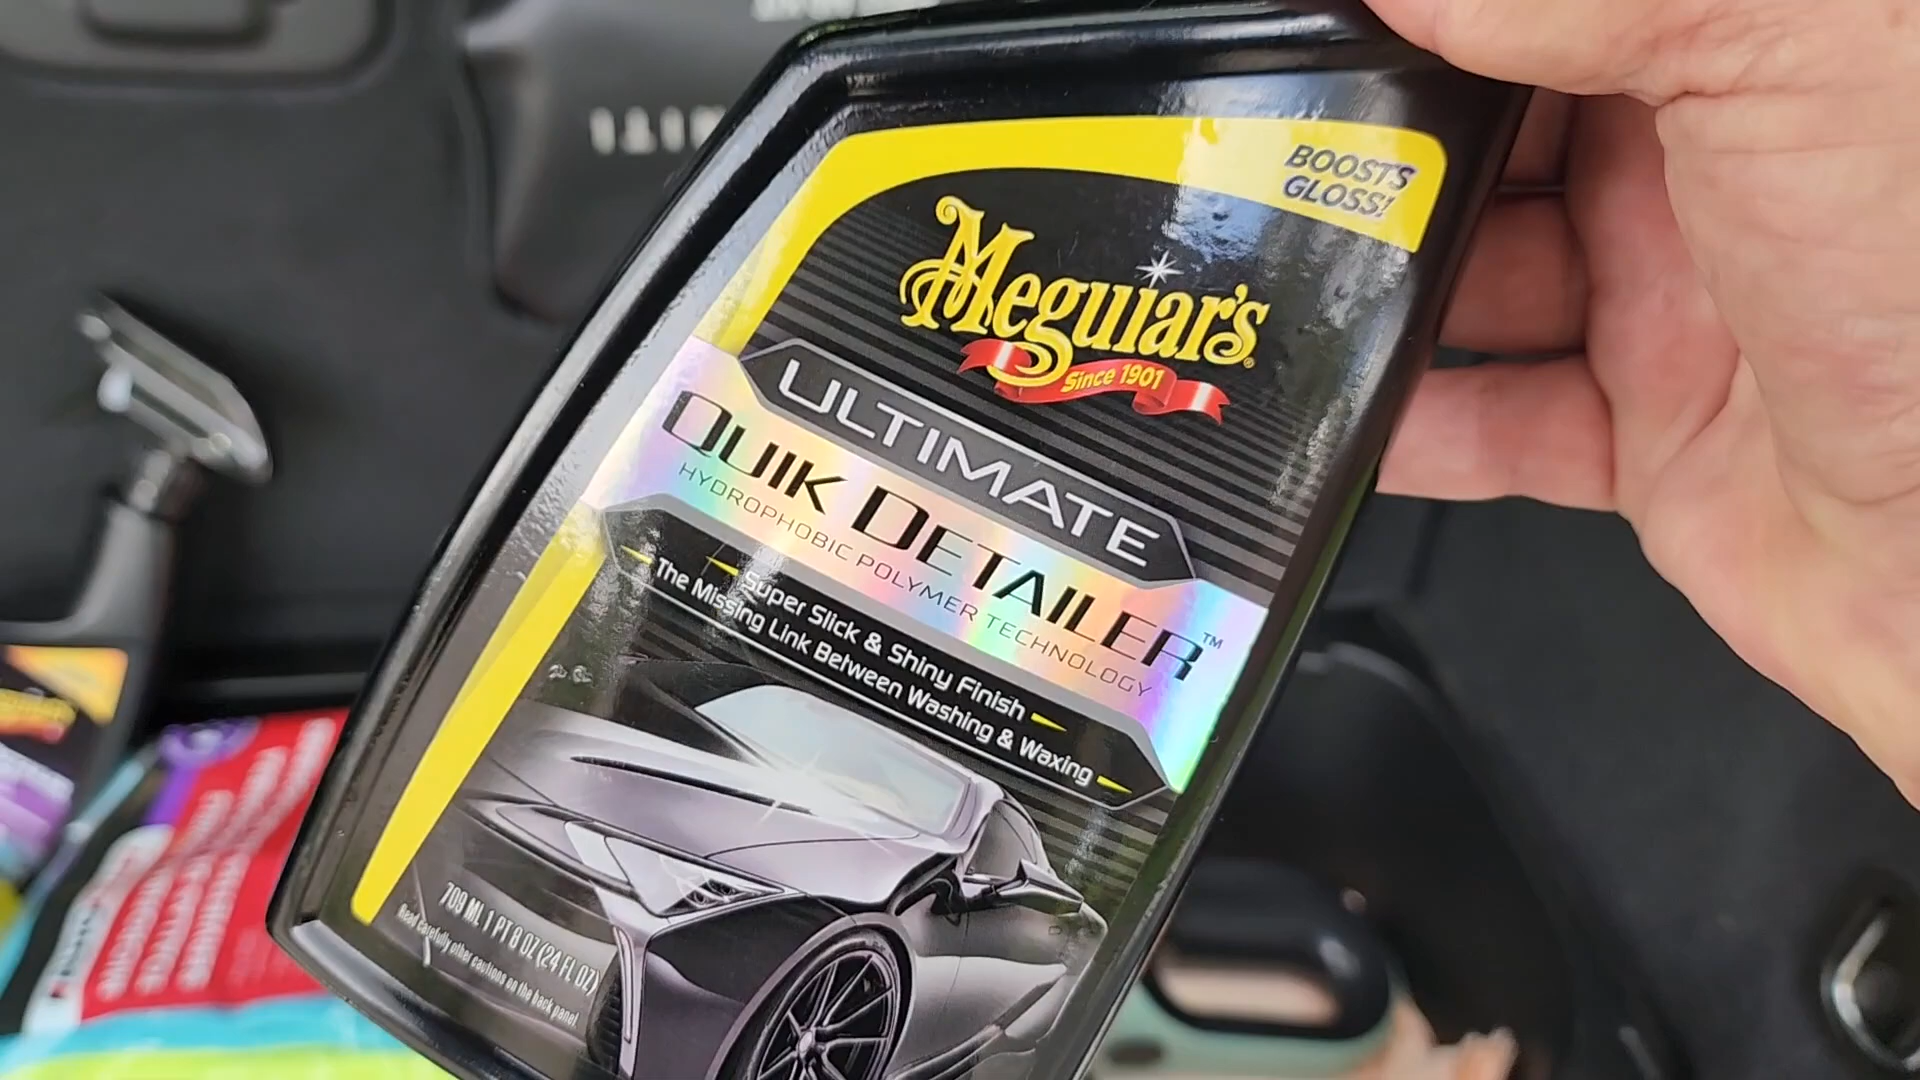 BOOSTS
GLOSS!
Meguiar's
Since 1901
ULTIMATE
QUIK DETAILER™
HYDROPHOBIC POLYMER TECHNOLOGY
Super Slick & Shiny Finish
The Missing Link Between Washing & Waxing
709 ML 1 PT 8 OZ (24 FL OZ)
Read carefully other cautions on the back panel.